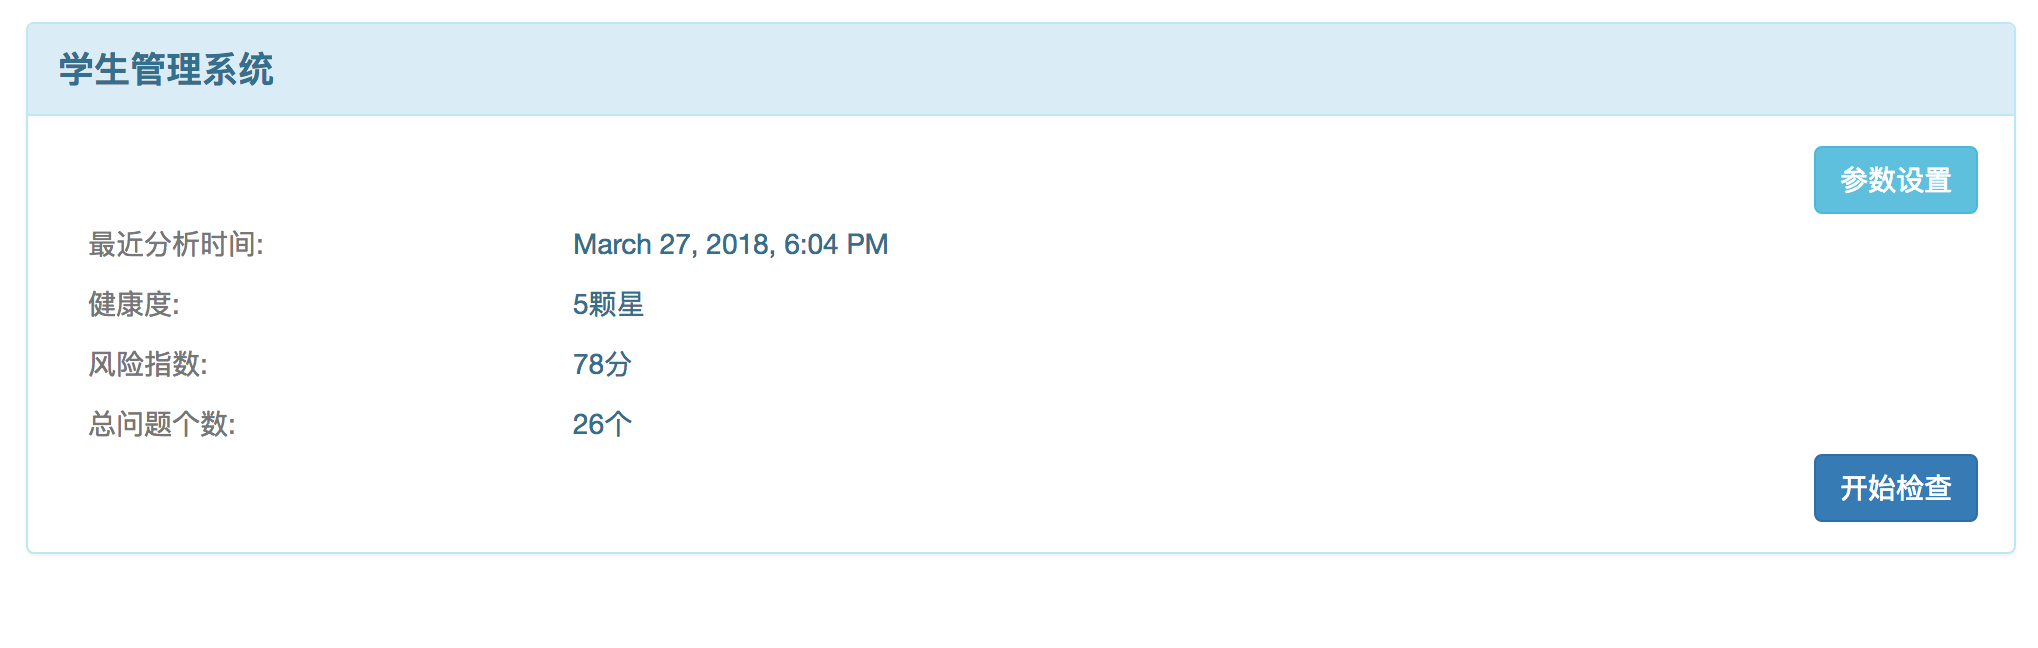 学生管理系统
参数设置
最近分析时间: March 27, 2018, 6:04 PM
健康度: 5颗星
风险指数: 78分
总问题个数: 26个
开始检查